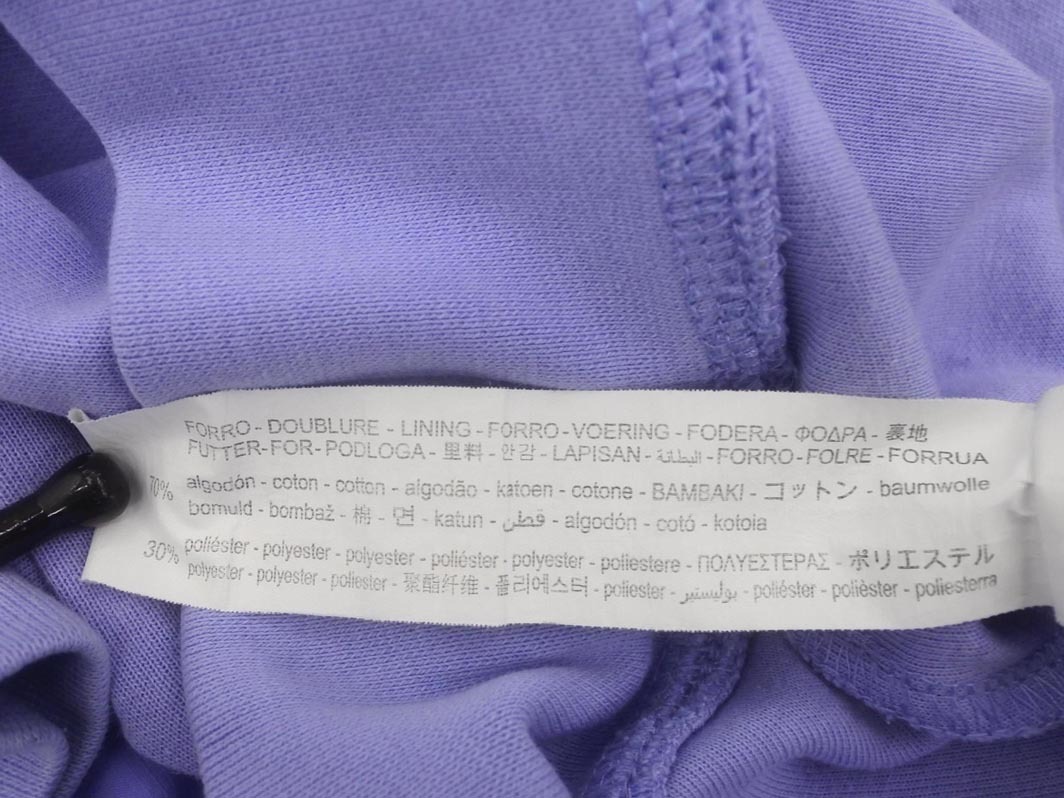 FORRO - DOUBLURE - LINING - FORRO - VOERING - FODERA - ΦΟΔΡΑ - 裏地
FUTTER - FOR - PODLOGA - 里料 - 안감 - LAPISAN - البطانة - FORRO - FOLRE - FORRUA
70% algodón - coton - cotton - algodão - katoen - cotone - BAMBAKI - コットン - baumwolle
bomuld - bombaž - 棉 - 면 - katun - قطن - algodón - cotó - kotoia
30% poliéster - polyester - polyester - poliéster - polyester - poliestere - ΠΟΛΥΕΣΤΕΡΑΣ - ポリエステル
polyester - polyester - poliester - 聚酯纤维 - 폴리에스터 - poliester - بوليستير - poliéster - polièster - poliesterra